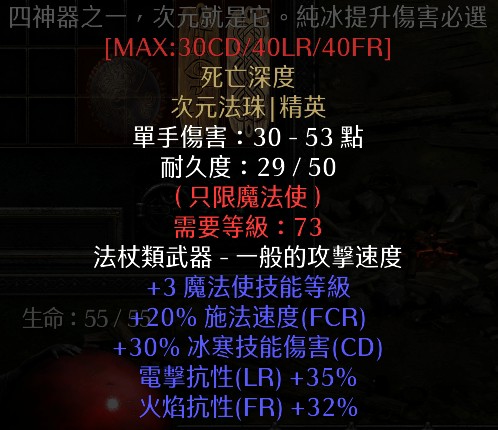 四神器之一，次元就是它。純冰提升傷害必選
[MAX:30CD/40LR/40FR]
死亡深度
次元法珠|精英
單手傷害：30 - 53 點
耐久度：29 / 50
( 只限魔法使 )
需要等級：73
法杖類武器 - 一般的攻擊速度
+3 魔法使技能等級
生命：55 / 55
+20% 施法速度(FCR)
+30% 冰寒技能傷害(CD)
電擊抗性(LR) +35%
火焰抗性(FR) +32%